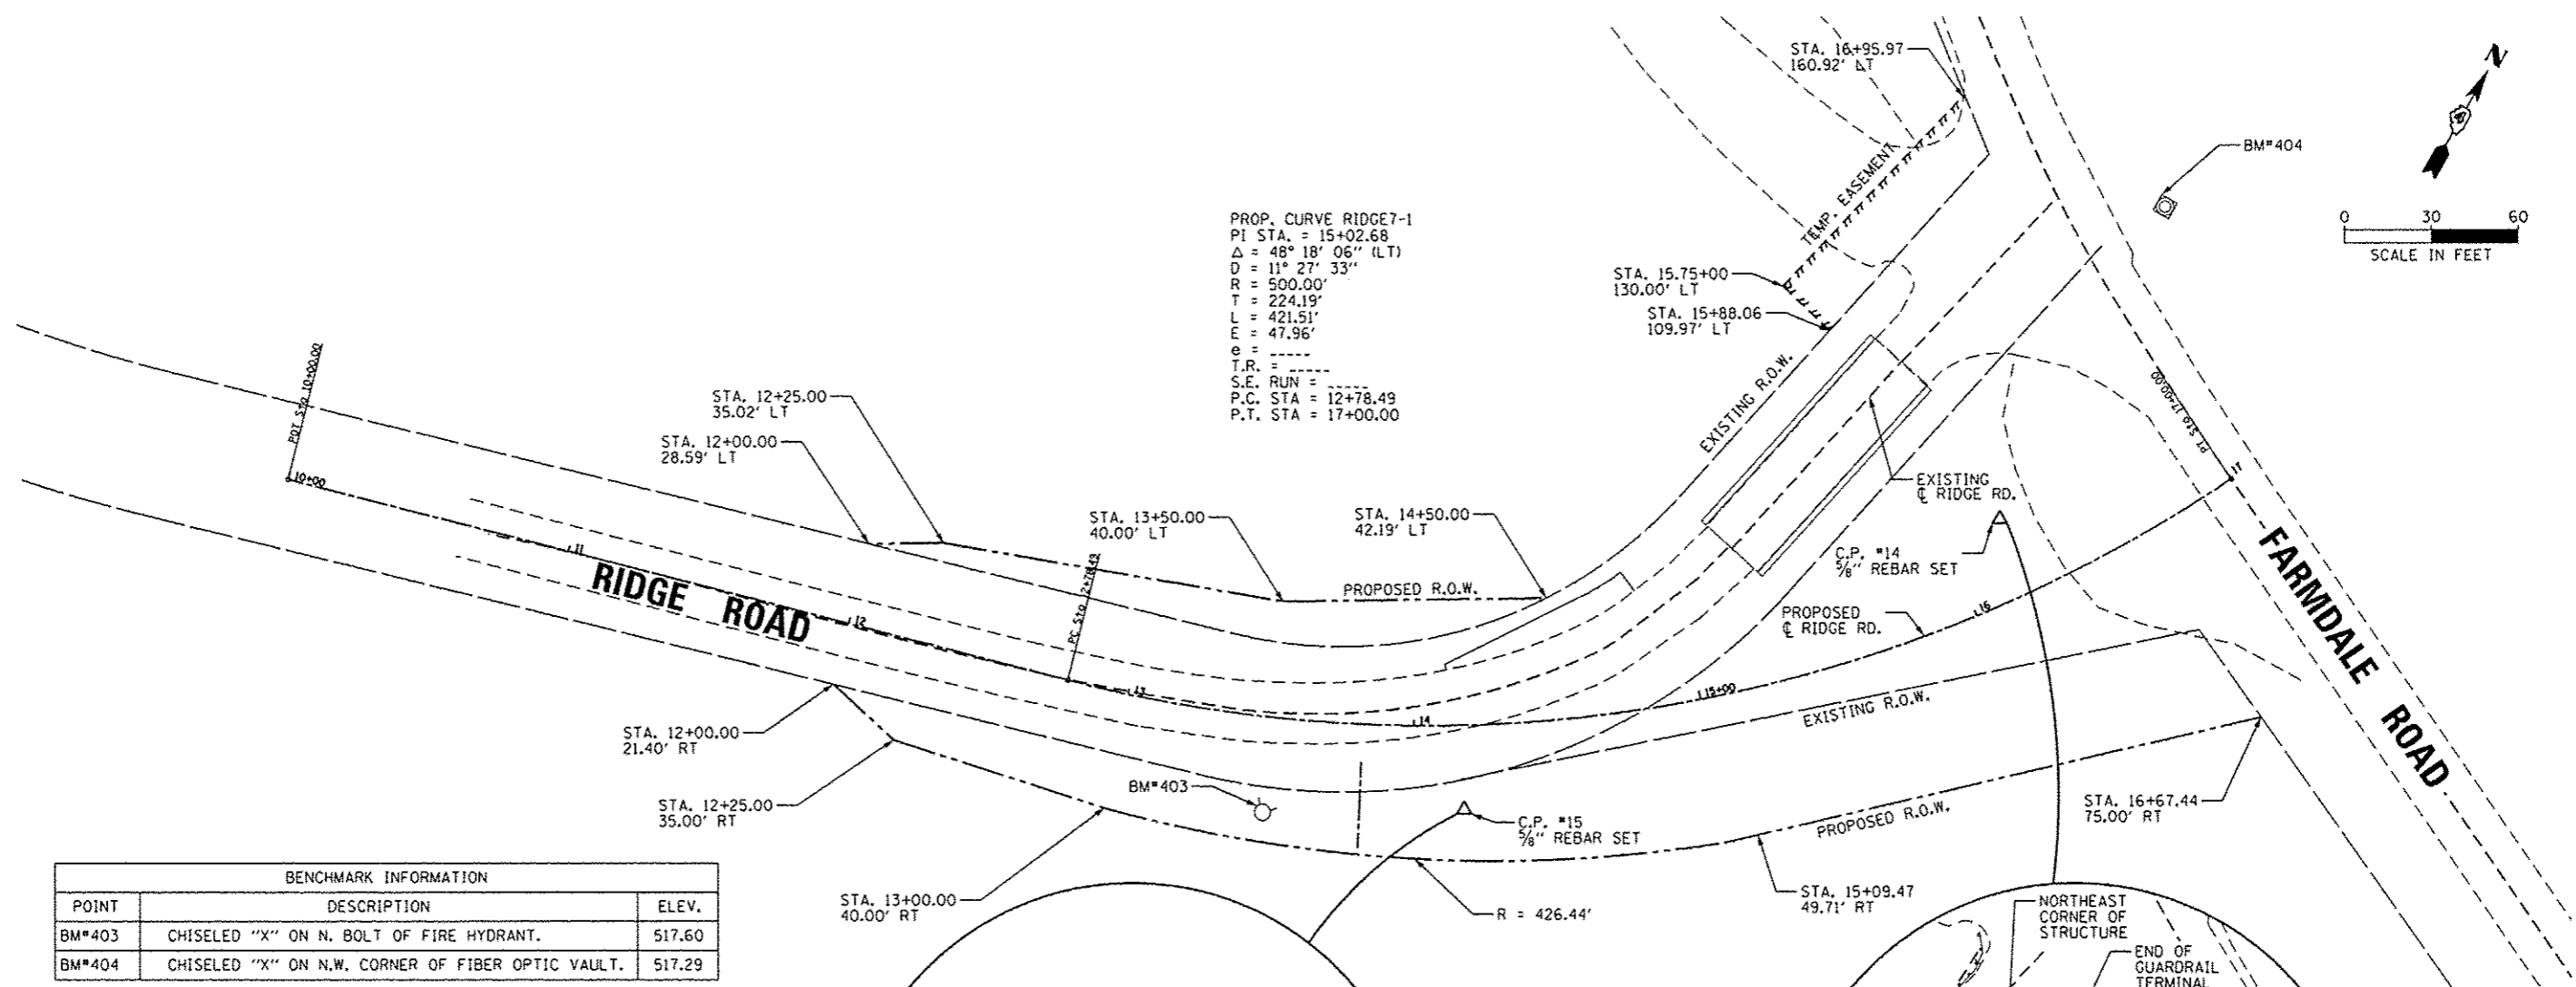 STA. 16+95.97
160.92' LT
N
BM#404
0 30 60
SCALE IN FEET
TEMP. EASEMENT
PROP. CURVE RIDGE7-1
PI STA. = 15+02.68
Δ = 48° 18' 06" (LT)
D = 11° 27' 33"
R = 500.00'
T = 224.19'
L = 421.51'
E = 47.96'
e = -----
T.R. = -----
S.E. RUN = -----
P.C. STA = 12+78.49
P.T. STA = 17+00.00
STA. 15.75+00
130.00' LT
STA. 15+88.06
109.97' LT
EXISTING R.O.W.
POT Sta 10+00.00
10+00
STA. 12+25.00
35.02' LT
STA. 12+00.00
28.59' LT
STA. 13+50.00
40.00' LT
STA. 14+50.00
42.19' LT
PROPOSED R.O.W.
EXISTING
℄ RIDGE RD.
PT Sta 17+00.00
17
11
RIDGE ROAD
12
PC Sta 12+78.49
13
14
15+00
16
C.P. #14
5/8" REBAR SET
PROPOSED
℄ RIDGE RD.
FARMDALE ROAD
EXISTING R.O.W.
STA. 12+00.00
21.40' RT
STA. 12+25.00
35.00' RT
BM#403
C.P. #15
5/8" REBAR SET
PROPOSED R.O.W.
STA. 16+67.44
75.00' RT
STA. 13+00.00
40.00' RT
R = 426.44'
STA. 15+09.47
49.71' RT
NORTHEAST
CORNER OF
STRUCTURE
END OF
GUARDRAIL
TERMINAL
BENCHMARK INFORMATION
POINT DESCRIPTION ELEV.
BM#403 CHISELED "X" ON N. BOLT OF FIRE HYDRANT. 517.60
BM#404 CHISELED "X" ON N.W. CORNER OF FIBER OPTIC VAULT. 517.29